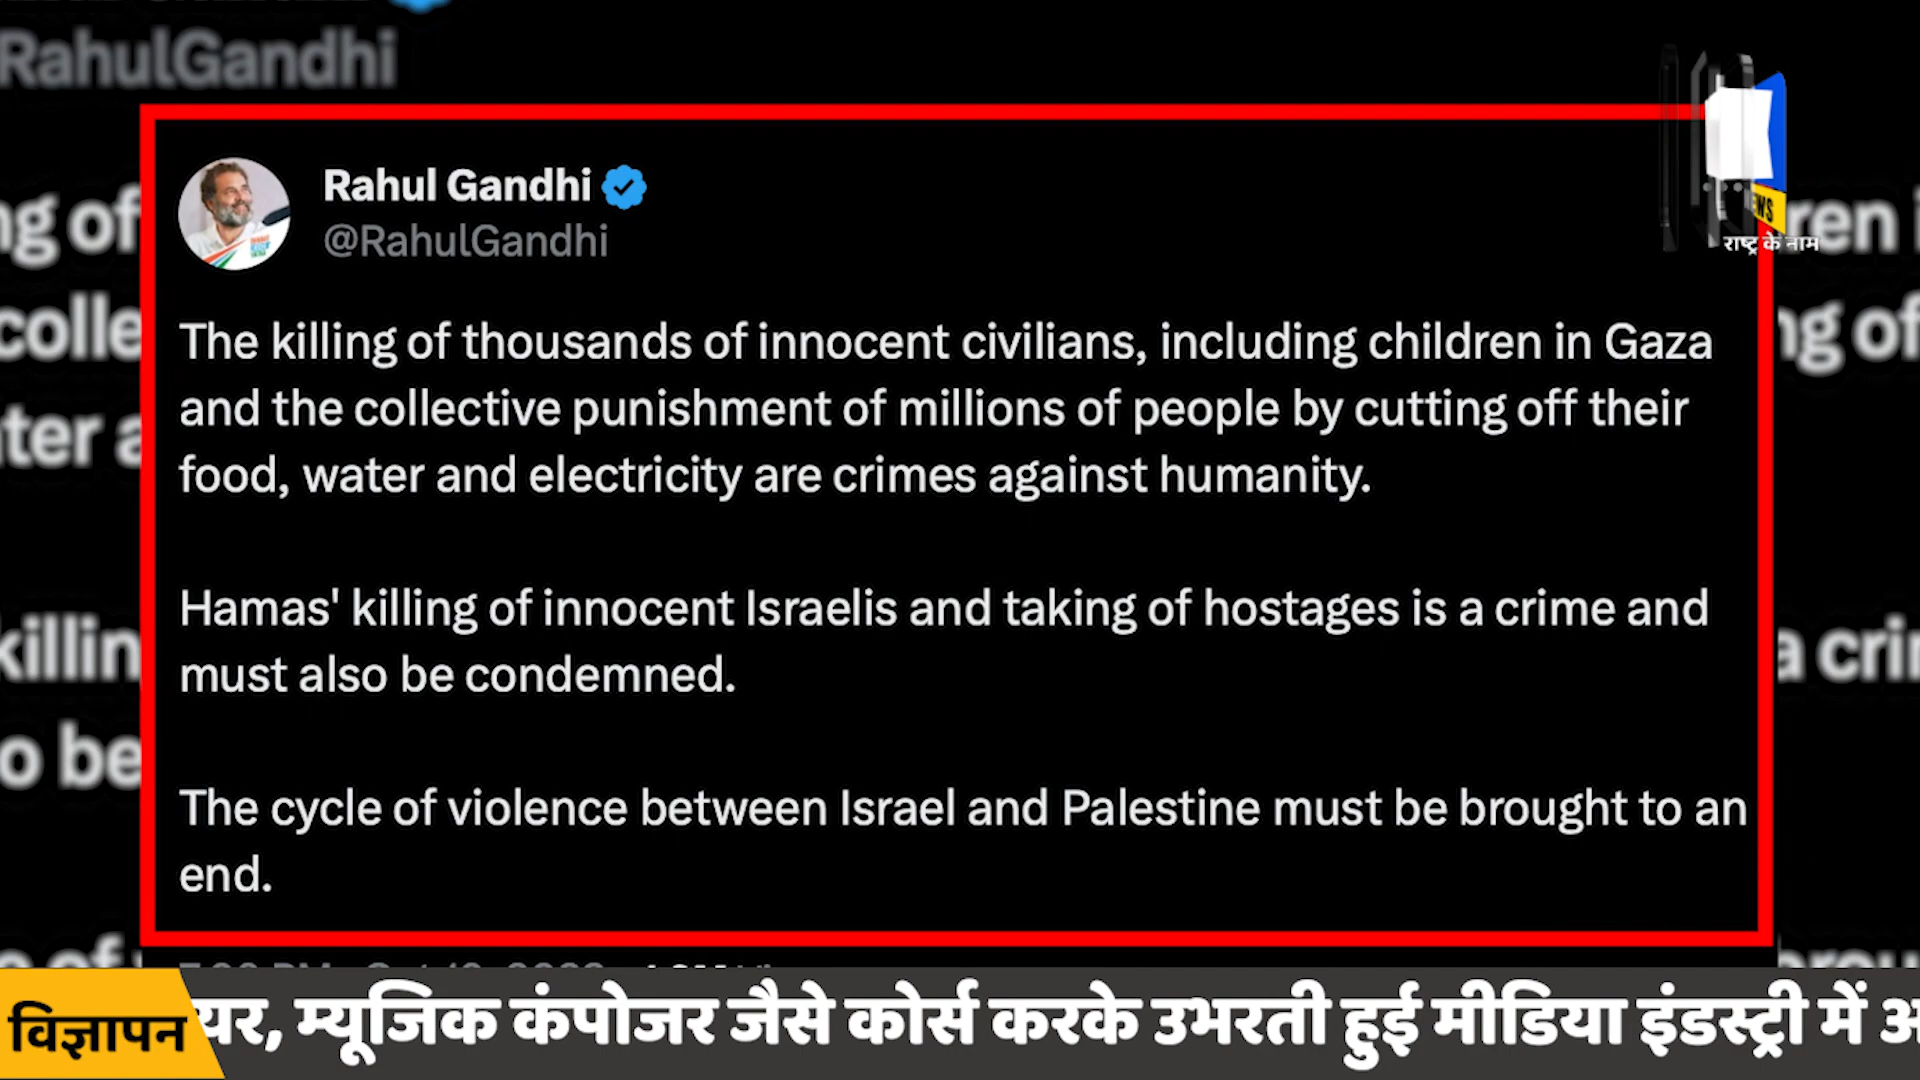 RahulGandhi
Rahul Gandhi
@RahulGandhi
The killing of thousands of innocent civilians, including children in Gaza
and the collective punishment of millions of people by cutting off their
food, water and electricity are crimes against humanity.
Hamas' killing of innocent Israelis and taking of hostages is a crime and
must also be condemned.
The cycle of violence between Israel and Palestine must be brought to an
end.
राष्ट्र के नाम
विज्ञापन
यर, म्यूजिक कंपोजर जैसे कोर्स करके उभरती हुई मीडिया इंडस्ट्री में अ